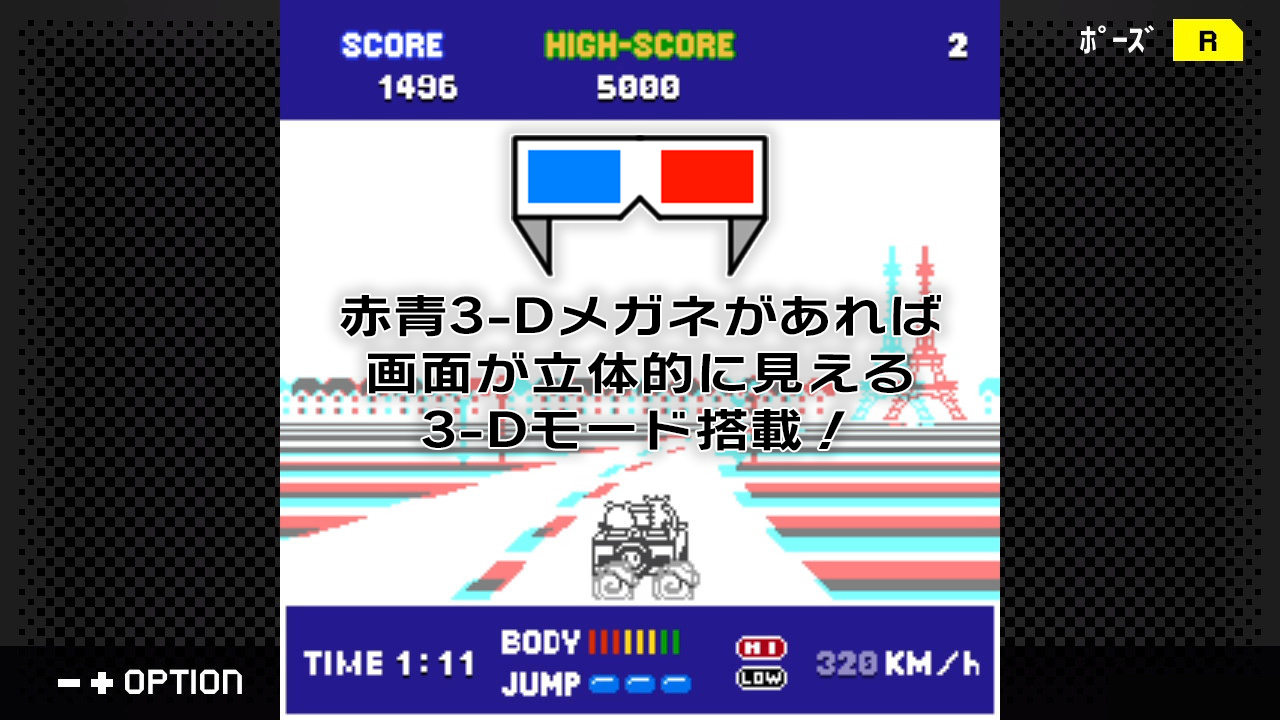 SCORE HIGH-SCORE 2
1496 5000
ポーズ R
赤青3-Dメガネがあれば
画面が立体的に見える
3-Dモード搭載！
TIME 1:11
BODY
JUMP
HI
LOW
320 KM/h
OPTION